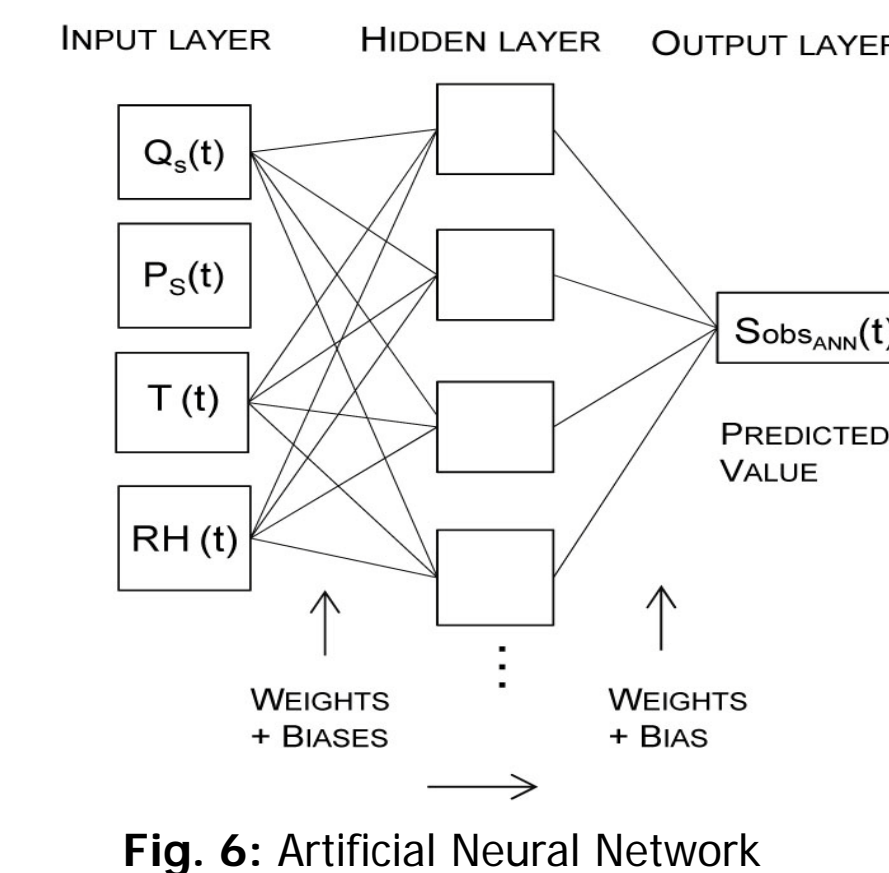 INPUT LAYER
HIDDEN LAYER
OUTPUT LAYER
Qs(t)
PS(t)
T (t)
RH (t)
SobsANN(t)
PREDICTED
VALUE
WEIGHTS
+ BIASES
WEIGHTS
+ BIAS
Fig. 6: Artificial Neural Network